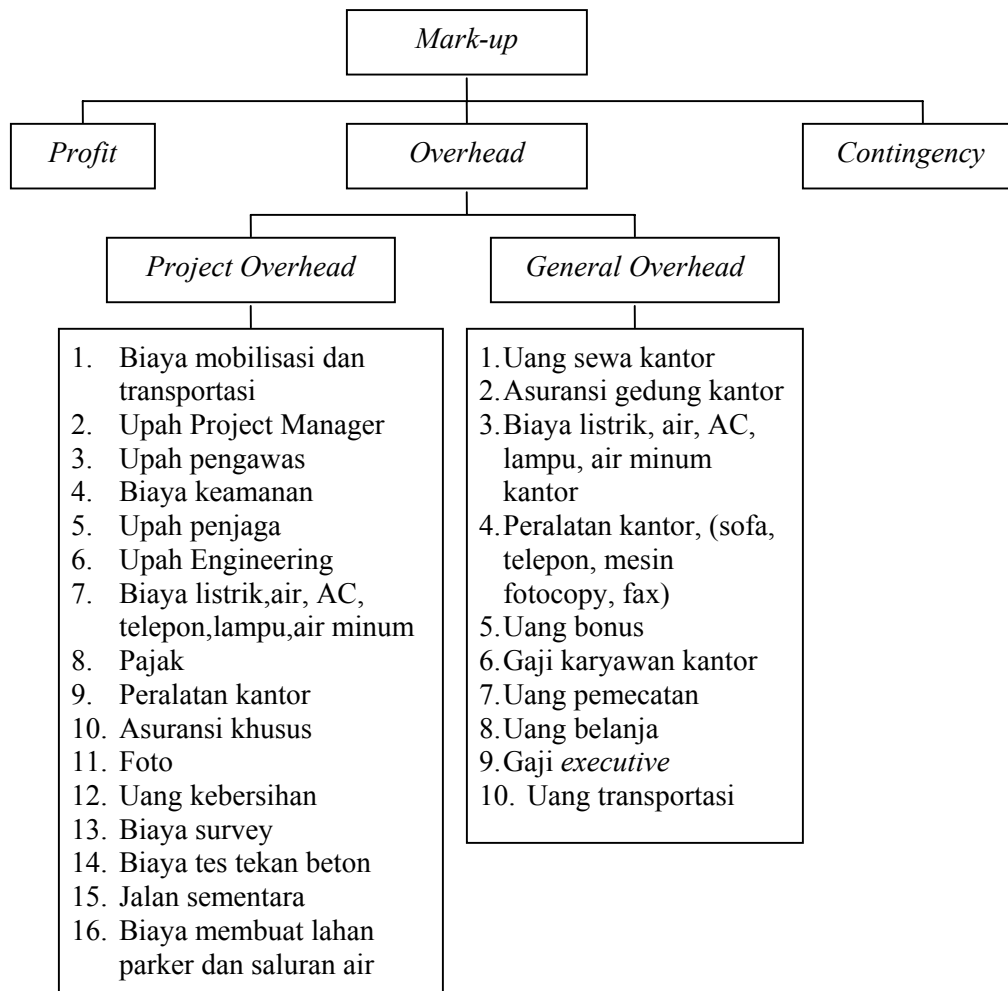 Mark-up
Profit
Overhead
Contingency
Project Overhead
General Overhead
1. Biaya mobilisasi dan
transportasi
2. Upah Project Manager
3. Upah pengawas
4. Biaya keamanan
5. Upah penjaga
6. Upah Engineering
7. Biaya listrik,air, AC,
telepon,lampu,air minum
8. Pajak
9. Peralatan kantor
10. Asuransi khusus
11. Foto
12. Uang kebersihan
13. Biaya survey
14. Biaya tes tekan beton
15. Jalan sementara
16. Biaya membuat lahan
parker dan saluran air
1.Uang sewa kantor
2.Asuransi gedung kantor
3.Biaya listrik, air, AC,
lampu, air minum
kantor
4.Peralatan kantor, (sofa,
telepon, mesin
fotocopy, fax)
5.Uang bonus
6.Gaji karyawan kantor
7.Uang pemecatan
8.Uang belanja
9.Gaji executive
10. Uang transportasi